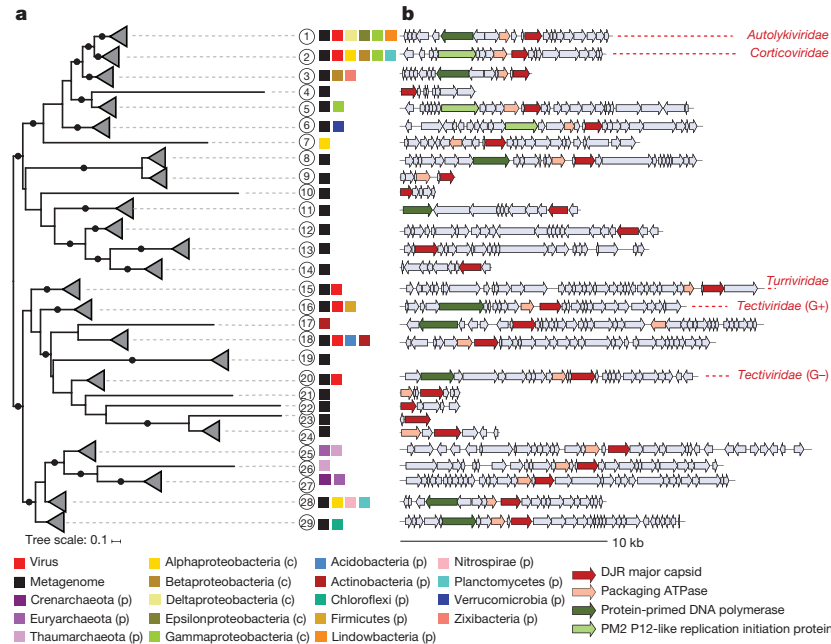 a
b
1
2
3
4
5
6
7
8
9
10
11
12
13
14
15
16
17
18
19
20
21
22
23
24
25
26
27
28
29
Autolykiviridae
Corticoviridae
Turriviridae
Tectiviridae (G+)
Tectiviridae (G–)
Tree scale: 0.1
10 kb
Virus
Metagenome
Crenarchaeota (p)
Euryarchaeota (p)
Thaumarchaeota (p)
Alphaproteobacteria (c)
Betaproteobacteria (c)
Deltaproteobacteria (c)
Epsilonproteobacteria (c)
Gammaproteobacteria (c)
Acidobacteria (p)
Actinobacteria (p)
Chloroflexi (p)
Firmicutes (p)
Lindowbacteria (p)
Nitrospirae (p)
Planctomycetes (p)
Verrucomicrobia (p)
Zixibacteria (p)
DJR major capsid
Packaging ATPase
Protein-primed DNA polymerase
PM2 P12-like replication initiation protein